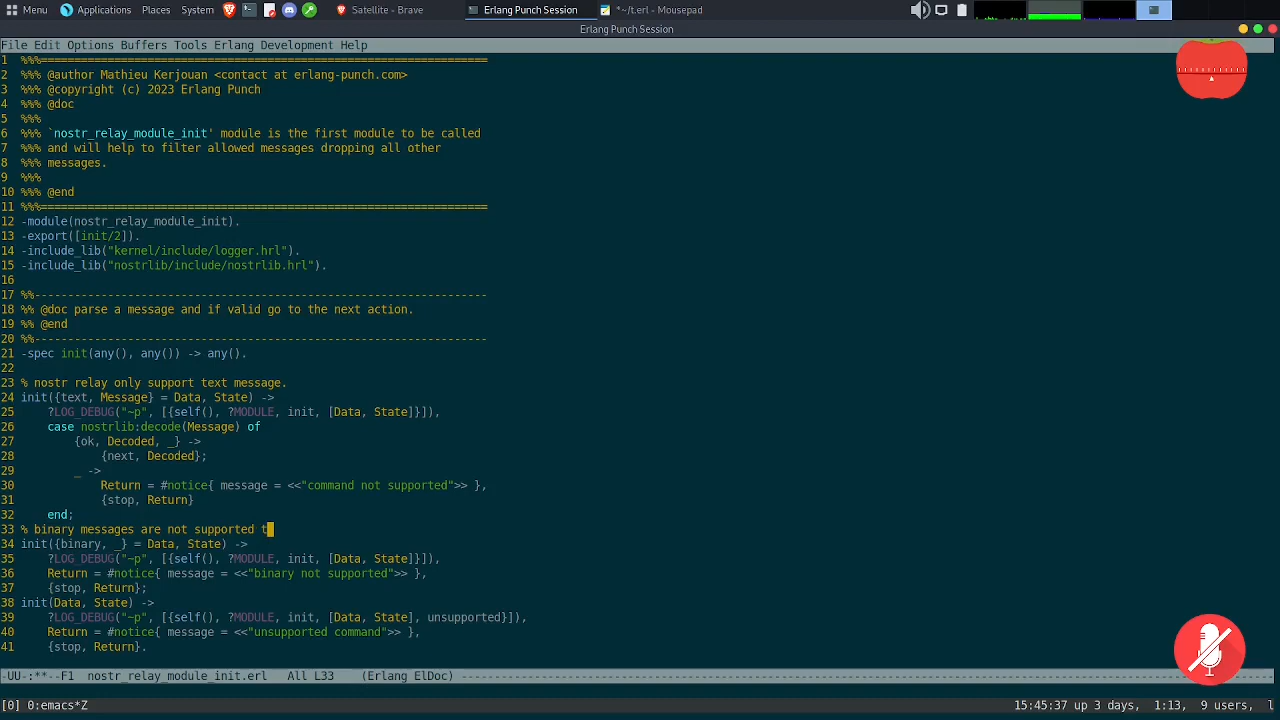 Menu Applications Places System Satellite - Brave Erlang Punch Session *~/t.erl - Mousepad
Erlang Punch Session
File Edit Options Buffers Tools Erlang Development Help
1 %%%===================================================================
2 %%% @author Mathieu Kerjouan <contact at erlang-punch.com>
3 %%% @copyright (c) 2023 Erlang Punch
4 %%% @doc
5 %%%
6 %%% `nostr_relay_module_init' module is the first module to be called
7 %%% and will help to filter allowed messages dropping all other
8 %%% messages.
9 %%%
10 %%% @end
11 %%%===================================================================
12 -module(nostr_relay_module_init).
13 -export([init/2]).
14 -include_lib("kernel/include/logger.hrl").
15 -include_lib("nostrlib/include/nostrlib.hrl").
16
17 %%--------------------------------------------------------------------
18 %% @doc parse a message and if valid go to the next action.
19 %% @end
20 %%--------------------------------------------------------------------
21 -spec init(any(), any()) -> any().
22
23 % nostr relay only support text message.
24 init({text, Message} = Data, State) ->
25     ?LOG_DEBUG("~p", [{self(), ?MODULE, init, [Data, State]}]),
26     case nostrlib:decode(Message) of
27         {ok, Decoded, _} ->
28             {next, Decoded};
29         _ ->
30             Return = #notice{ message = <<"command not supported">> },
31             {stop, Return}
32     end;
33 % binary messages are not supported t
34 init({binary, _} = Data, State) ->
35     ?LOG_DEBUG("~p", [{self(), ?MODULE, init, [Data, State]}]),
36     Return = #notice{ message = <<"binary not supported">> },
37     {stop, Return};
38 init(Data, State) ->
39     ?LOG_DEBUG("~p", [{self(), ?MODULE, init, [Data, State], unsupported}]),
40     Return = #notice{ message = <<"unsupported command">> },
41     {stop, Return}.
-UU-:**--F1  nostr_relay_module_init.erl   All L33    (Erlang ElDoc) ----------
[0] 0:emacs*Z 15:45:37 up 3 days, 1:13, 9 users, l